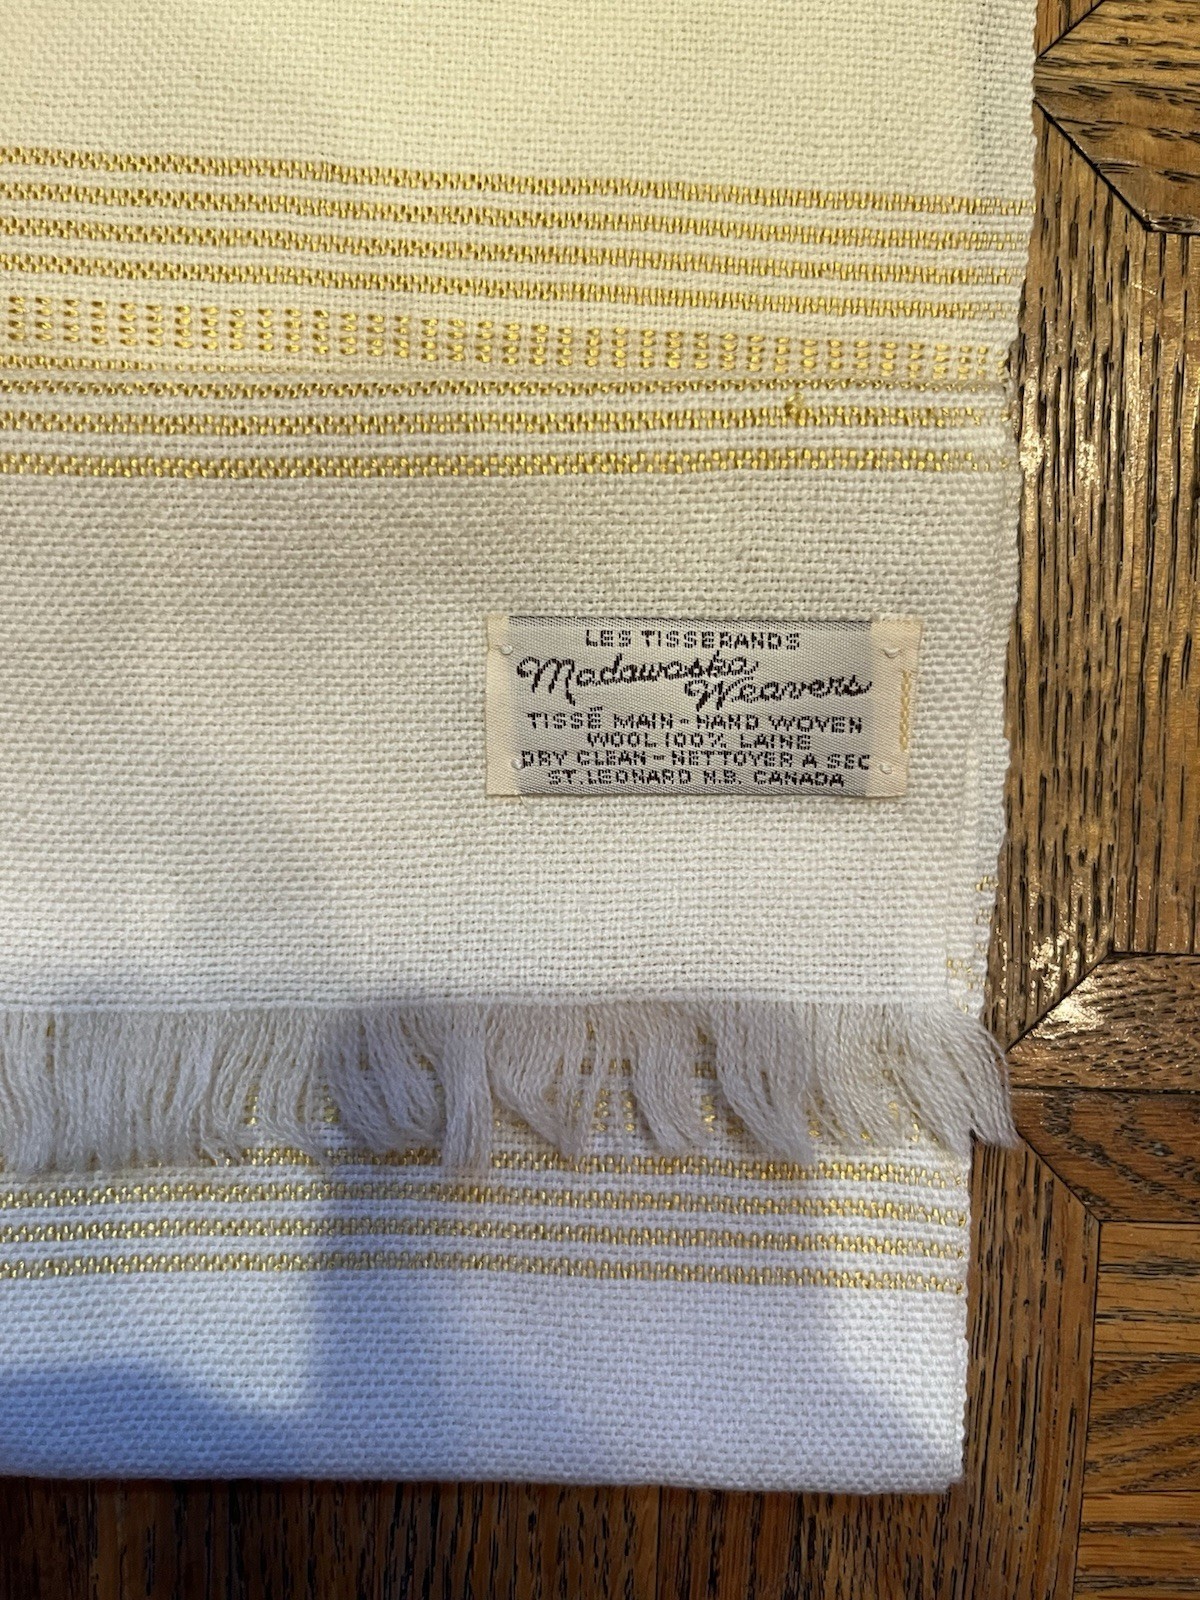 LES TISSERANDS
Madawaska
Weavers
TISSÉ MAIN - HAND WOVEN
WOOL 100% LAINE
DRY CLEAN - NETTOYER A SEC
ST. LEONARD N.B. CANADA